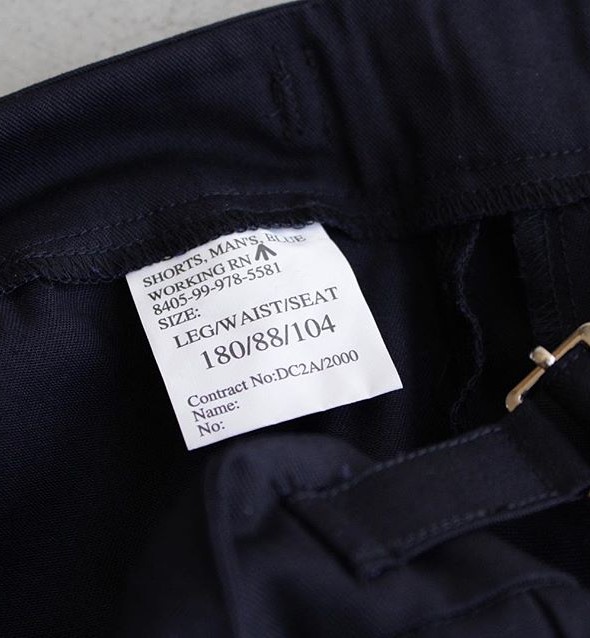 SHORTS, MAN'S, BLUE
WORKING RN
8405-99-978-5581
SIZE:
LEG/WAIST/SEAT
180/88/104
Contract No:DC2A/2000
Name:
No: